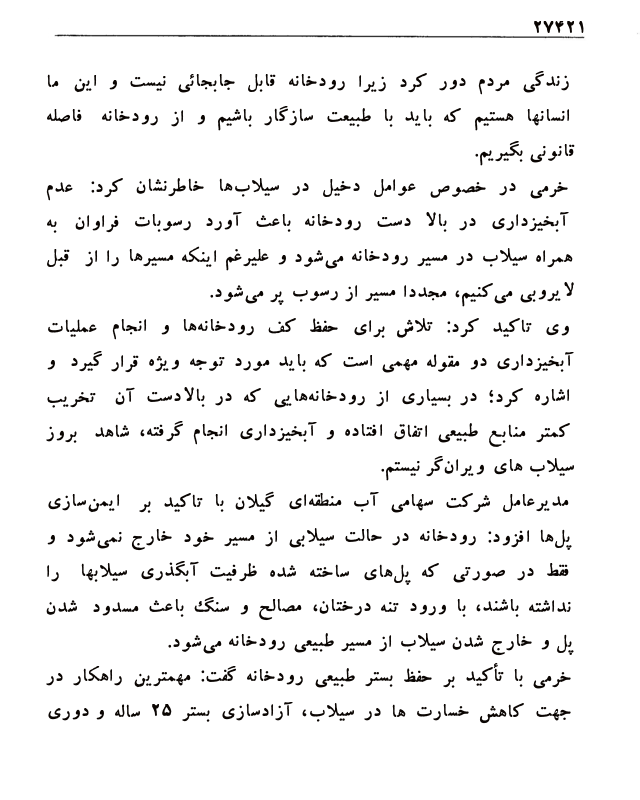 ۲۷۴۲۱
زندگی مردم دور کرد زیرا رودخانه قابل جابجائی نیست و این ما
انسانها هستیم که باید با طبیعت سازگار باشیم و از رودخانه فاصله
قانونی بگیریم.
خرمی در خصوص عوامل دخیل در سیلاب‌ها خاطرنشان کرد: عدم
آبخیزداری در بالا دست رودخانه باعث آورد رسوبات فراوان به
همراه سیلاب در مسیر رودخانه می‌شود و علیرغم اینکه مسیرها را از قبل
لایروبی می‌کنیم، مجددا مسیر از رسوب پر می‌شود.
وی تاکید کرد: تلاش برای حفظ کف رودخانه‌ها و انجام عملیات
آبخیزداری دو مقوله مهمی است که باید مورد توجه ویژه قرار گیرد و
اشاره کرد؛ در بسیاری از رودخانه‌هایی که در بالادست آن تخریب
کمتر منابع طبیعی اتفاق افتاده و آبخیزداری انجام گرفته، شاهد بروز
سیلاب های ویران‌گر نیستم.
مدیرعامل شرکت سهامی آب منطقه‌ای گیلان با تاکید بر ایمن‌سازی
پل‌ها افزود: رودخانه در حالت سیلابی از مسیر خود خارج نمی‌شود و
فقط در صورتی که پل‌های ساخته شده ظرفیت آبگذری سیلابها را
نداشته باشند، با ورود تنه درختان، مصالح و سنگ باعث مسدود شدن
پل و خارج شدن سیلاب از مسیر طبیعی رودخانه می‌شود.
خرمی با تأکید بر حفظ بستر طبیعی رودخانه گفت: مهمترین راهکار در
جهت کاهش خسارت ها در سیلاب، آزادسازی بستر ۲۵ ساله و دوری